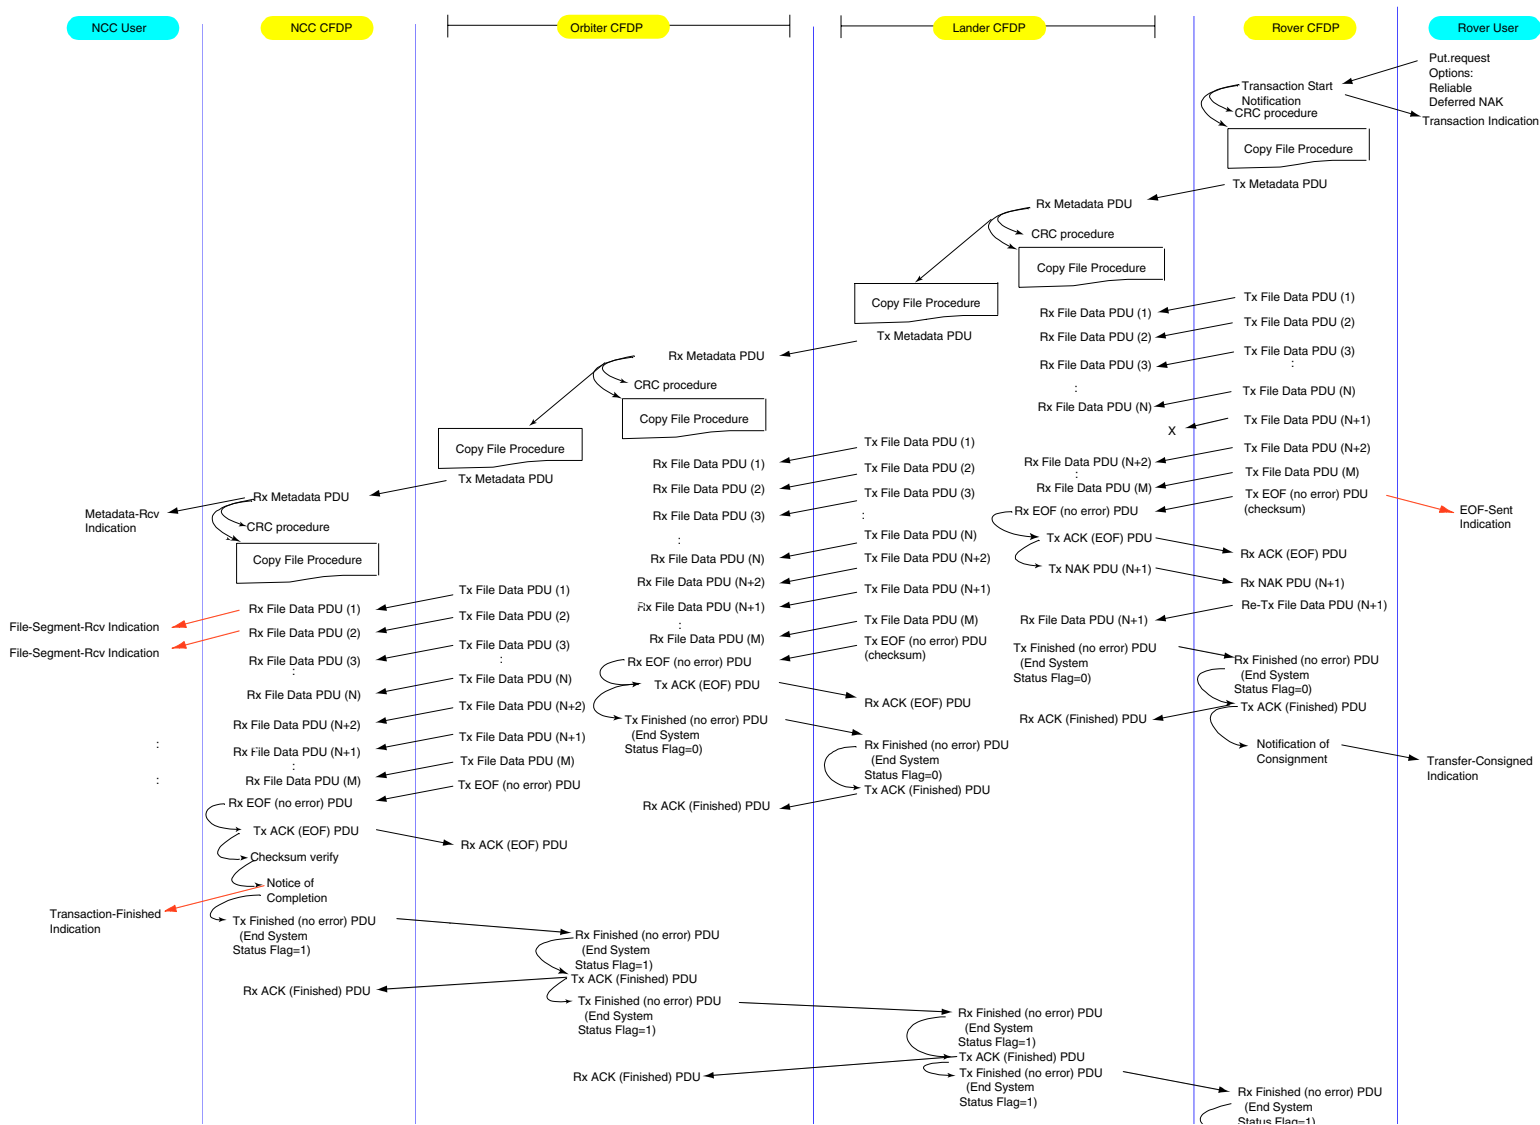 NCC User
NCC CFDP
Orbiter CFDP
Lander CFDP
Rover CFDP
Rover User
Put.request
Options:
Reliable
Deferred NAK
Transaction Start
Notification
CRC procedure
Transaction Indication
Copy File Procedure
Tx Metadata PDU
Rx Metadata PDU
CRC procedure
Copy File Procedure
Copy File Procedure
Tx File Data PDU (1)
Rx File Data PDU (1)
Tx File Data PDU (2)
Rx File Data PDU (2)
Tx File Data PDU (3)
:
Rx File Data PDU (3)
:
Tx File Data PDU (N)
Rx File Data PDU (N)
Tx File Data PDU (N+1)
X
Tx File Data PDU (N+2)
Rx File Data PDU (N+2)
:
Tx File Data PDU (M)
Rx File Data PDU (M)
Tx EOF (no error) PDU
(checksum)
EOF-Sent
Indication
Rx EOF (no error) PDU
Tx ACK (EOF) PDU
Rx ACK (EOF) PDU
Tx NAK PDU (N+1)
Rx NAK PDU (N+1)
Re-Tx File Data PDU (N+1)
Rx File Data PDU (N+1)
Tx Finished (no error) PDU
(End System
Status Flag=0)
Rx Finished (no error) PDU
(End System
Status Flag=0)
Tx ACK (Finished) PDU
Rx ACK (Finished) PDU
Notification of
Consignment
Transfer-Consigned
Indication
Tx Metadata PDU
Rx Metadata PDU
CRC procedure
Copy File Procedure
Copy File Procedure
Tx File Data PDU (1)
Rx File Data PDU (1)
Tx File Data PDU (2)
Rx File Data PDU (2)
Tx File Data PDU (3)
:
Rx File Data PDU (3)
:
Tx File Data PDU (N)
Rx File Data PDU (N)
Tx File Data PDU (N+2)
Rx File Data PDU (N+2)
Tx File Data PDU (N+1)
Rx File Data PDU (N+1)
:
Tx File Data PDU (M)
Rx File Data PDU (M)
Tx EOF (no error) PDU
(checksum)
Rx EOF (no error) PDU
Tx ACK (EOF) PDU
Rx ACK (EOF) PDU
Tx Finished (no error) PDU
(End System
Status Flag=0)
Rx Finished (no error) PDU
(End System
Status Flag=0)
Tx ACK (Finished) PDU
Rx ACK (Finished) PDU
Tx Metadata PDU
Rx Metadata PDU
Metadata-Rcv
Indication
CRC procedure
Copy File Procedure
Tx File Data PDU (1)
Rx File Data PDU (1)
File-Segment-Rcv Indication
Tx File Data PDU (2)
Rx File Data PDU (2)
File-Segment-Rcv Indication
Tx File Data PDU (3)
:
Rx File Data PDU (3)
:
Tx File Data PDU (N)
Rx File Data PDU (N)
Tx File Data PDU (N+2)
Rx File Data PDU (N+2)
:
Tx File Data PDU (N+1)
Rx File Data PDU (N+1)
:
Tx File Data PDU (M)
Rx File Data PDU (M)
:
Tx EOF (no error) PDU
Rx EOF (no error) PDU
Tx ACK (EOF) PDU
Rx ACK (EOF) PDU
Checksum verify
Notice of
Completion
Transaction-Finished
Indication
Tx Finished (no error) PDU
(End System
Status Flag=1)
Rx Finished (no error) PDU
(End System
Status Flag=1)
Tx ACK (Finished) PDU
Rx ACK (Finished) PDU
Tx Finished (no error) PDU
(End System
Status Flag=1)
Rx Finished (no error) PDU
(End System
Status Flag=1)
Tx ACK (Finished) PDU
Rx ACK (Finished) PDU
Tx Finished (no error) PDU
(End System
Status Flag=1)
Rx Finished (no error) PDU
(End System
Status Flag=1)